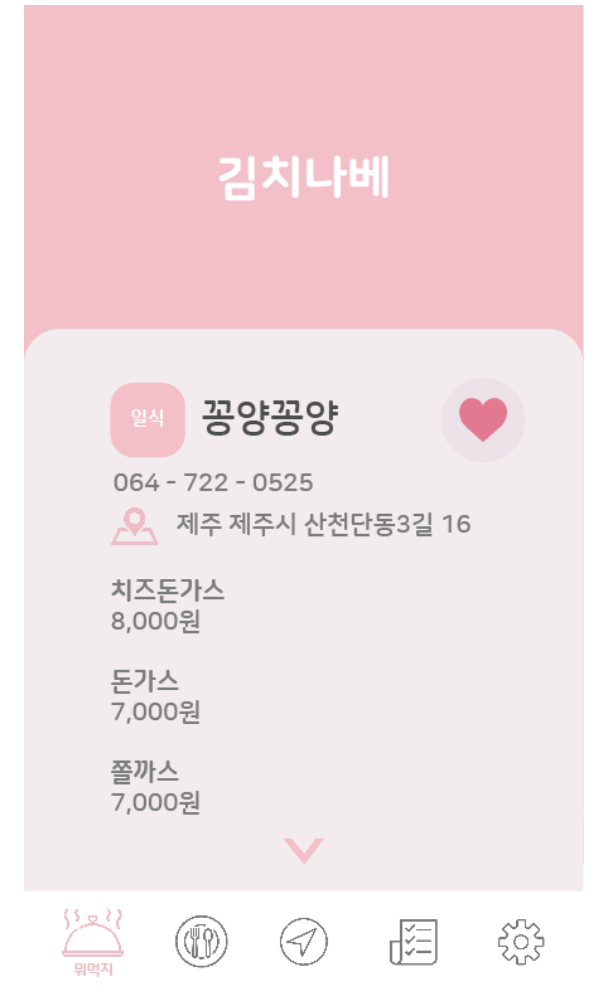 김치나베
일식
꽁양꽁양
064 - 722 - 0525
제주 제주시 산천단동3길 16
치즈돈가스
8,000원
돈가스
7,000원
쫄까스
7,000원
뭐먹지